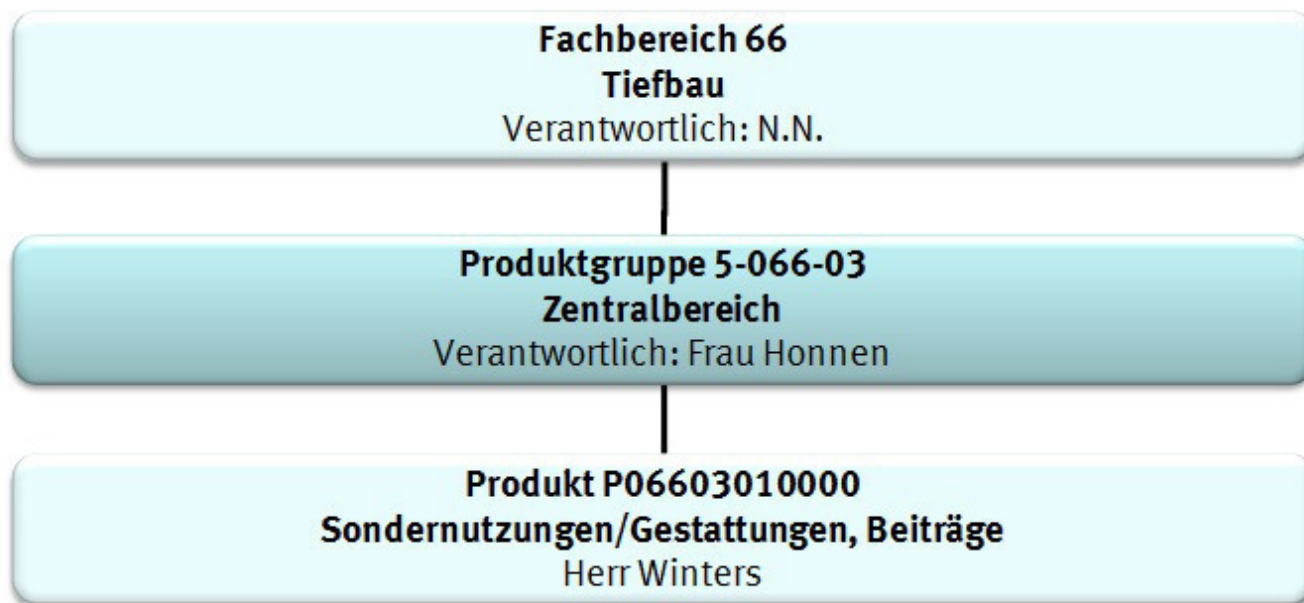 Fachbereich 66
Tiefbau
Verantwortlich: N.N.
Produktgruppe 5-066-03
Zentralbereich
Verantwortlich: Frau Honnen
Produkt P06603010000
Sondernutzungen/Gestattungen, Beiträge
Herr Winters